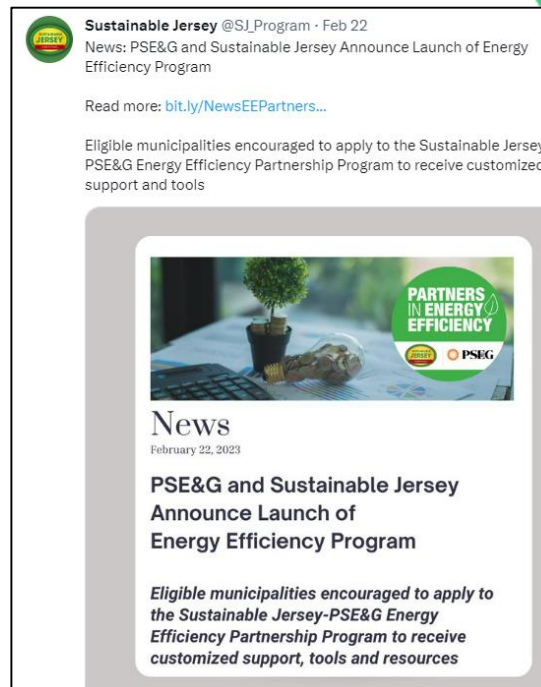 Sustainable Jersey @SJ_Program · Feb 22
News: PSE&G and Sustainable Jersey Announce Launch of Energy
Efficiency Program
Read more: bit.ly/NewsEEPartners...
Eligible municipalities encouraged to apply to the Sustainable Jersey
PSE&G Energy Efficiency Partnership Program to receive customized
support and tools
PARTNERS
IN ENERGY
EFFICIENCY
JERSEY
PSEG
News
February 22, 2023
PSE&G and Sustainable Jersey
Announce Launch of
Energy Efficiency Program
Eligible municipalities encouraged to apply to
the Sustainable Jersey-PSE&G Energy
Efficiency Partnership Program to receive
customized support, tools and resources